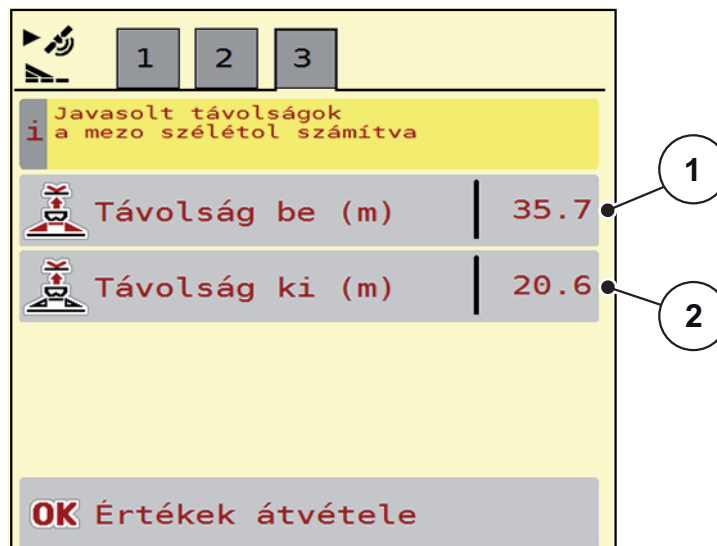 1 2 3
i Javasolt távolságok
a mezo szélétol számítva
Távolság be (m) 35.7
Távolság ki (m) 20.6
OK Értékek átvétele
1
2